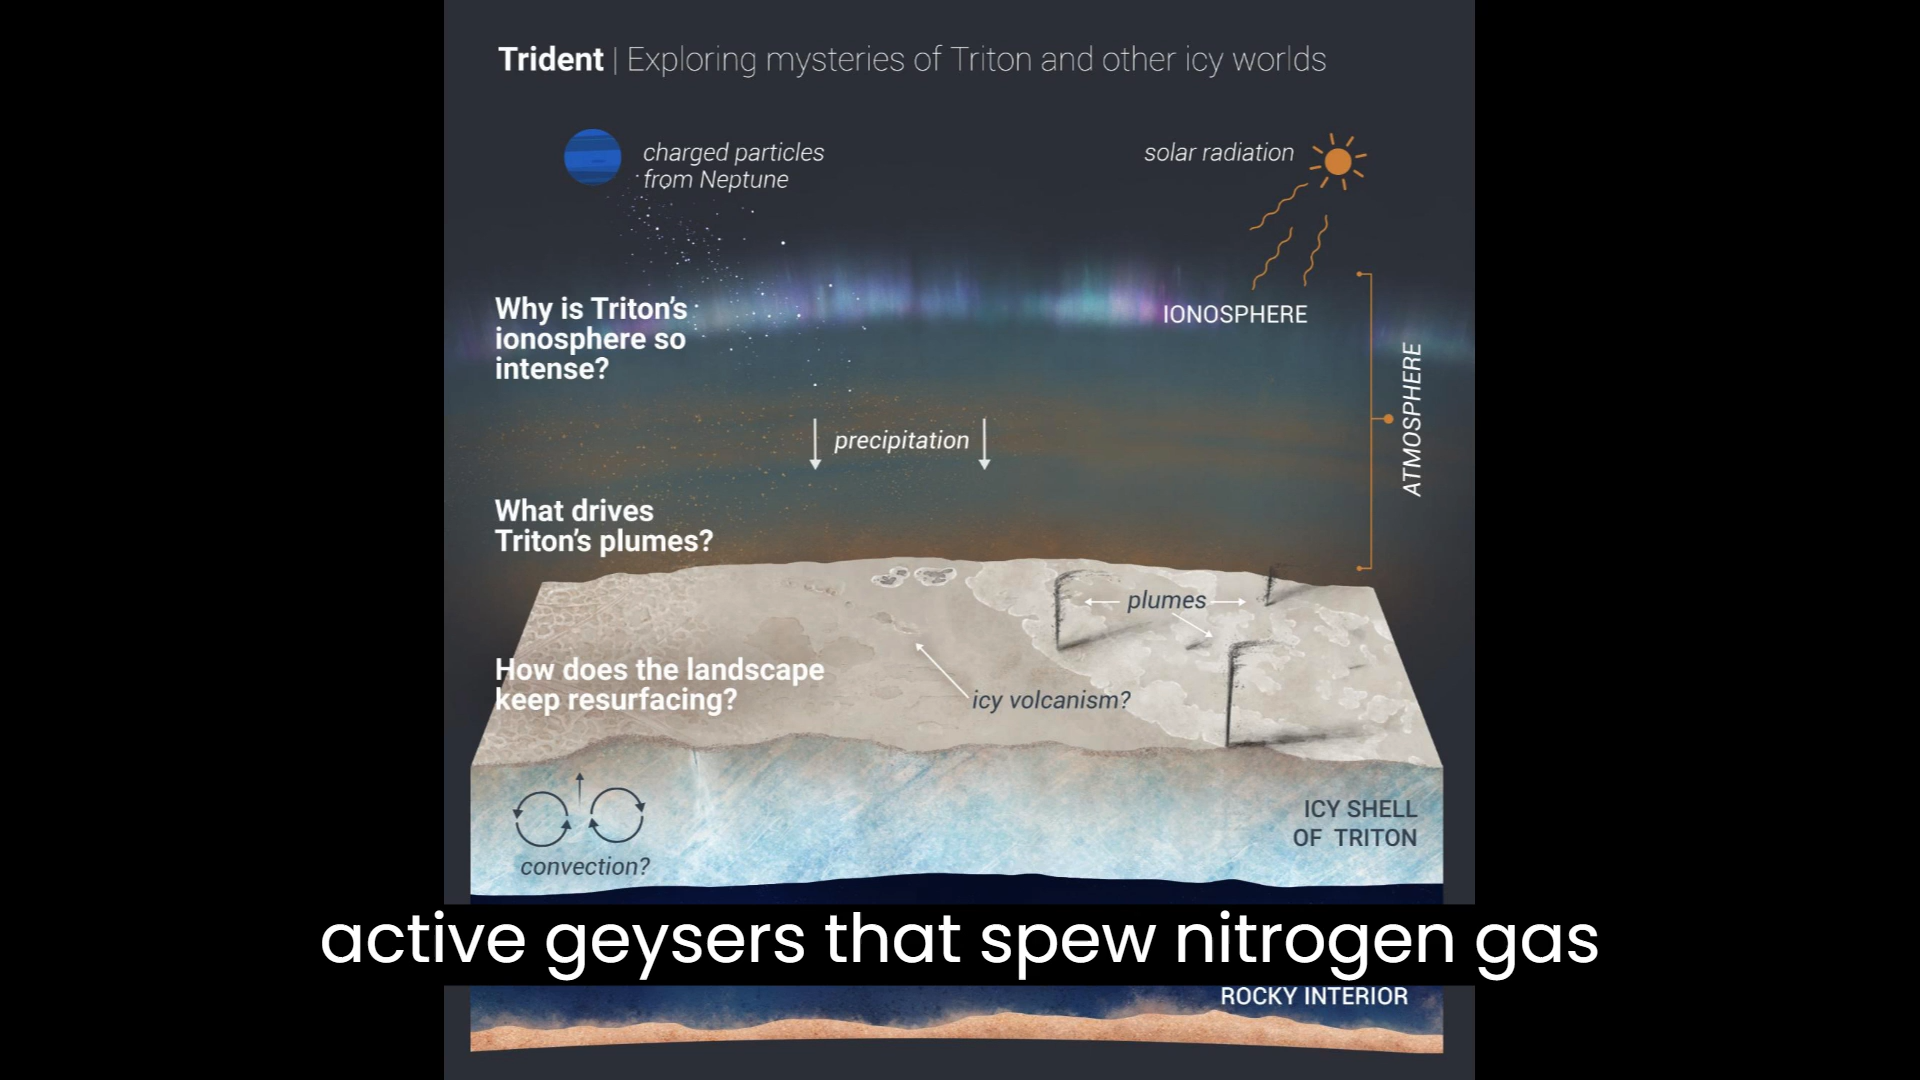 Trident | Exploring mysteries of Triton and other icy worlds
charged particles
from Neptune
solar radiation
Why is Triton's
ionosphere so
intense?
IONOSPHERE
ATMOSPHERE
precipitation
What drives
Triton's plumes?
plumes
How does the landscape
keep resurfacing?
icy volcanism?
ICY SHELL
OF TRITON
convection?
active geysers that spew nitrogen gas
ROCKY INTERIOR